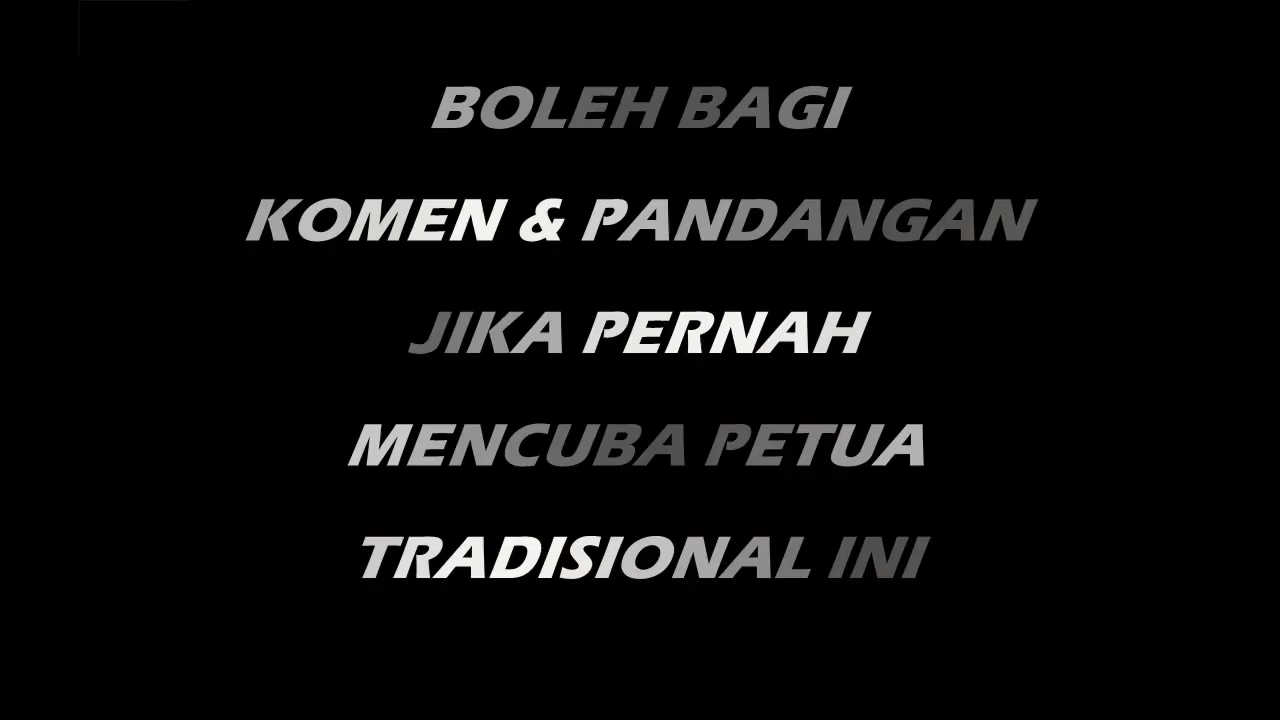 BOLEH BAGI
KOMEN & PANDANGAN
JIKA PERNAH
MENCUBA PETUA
TRADISIONAL INI